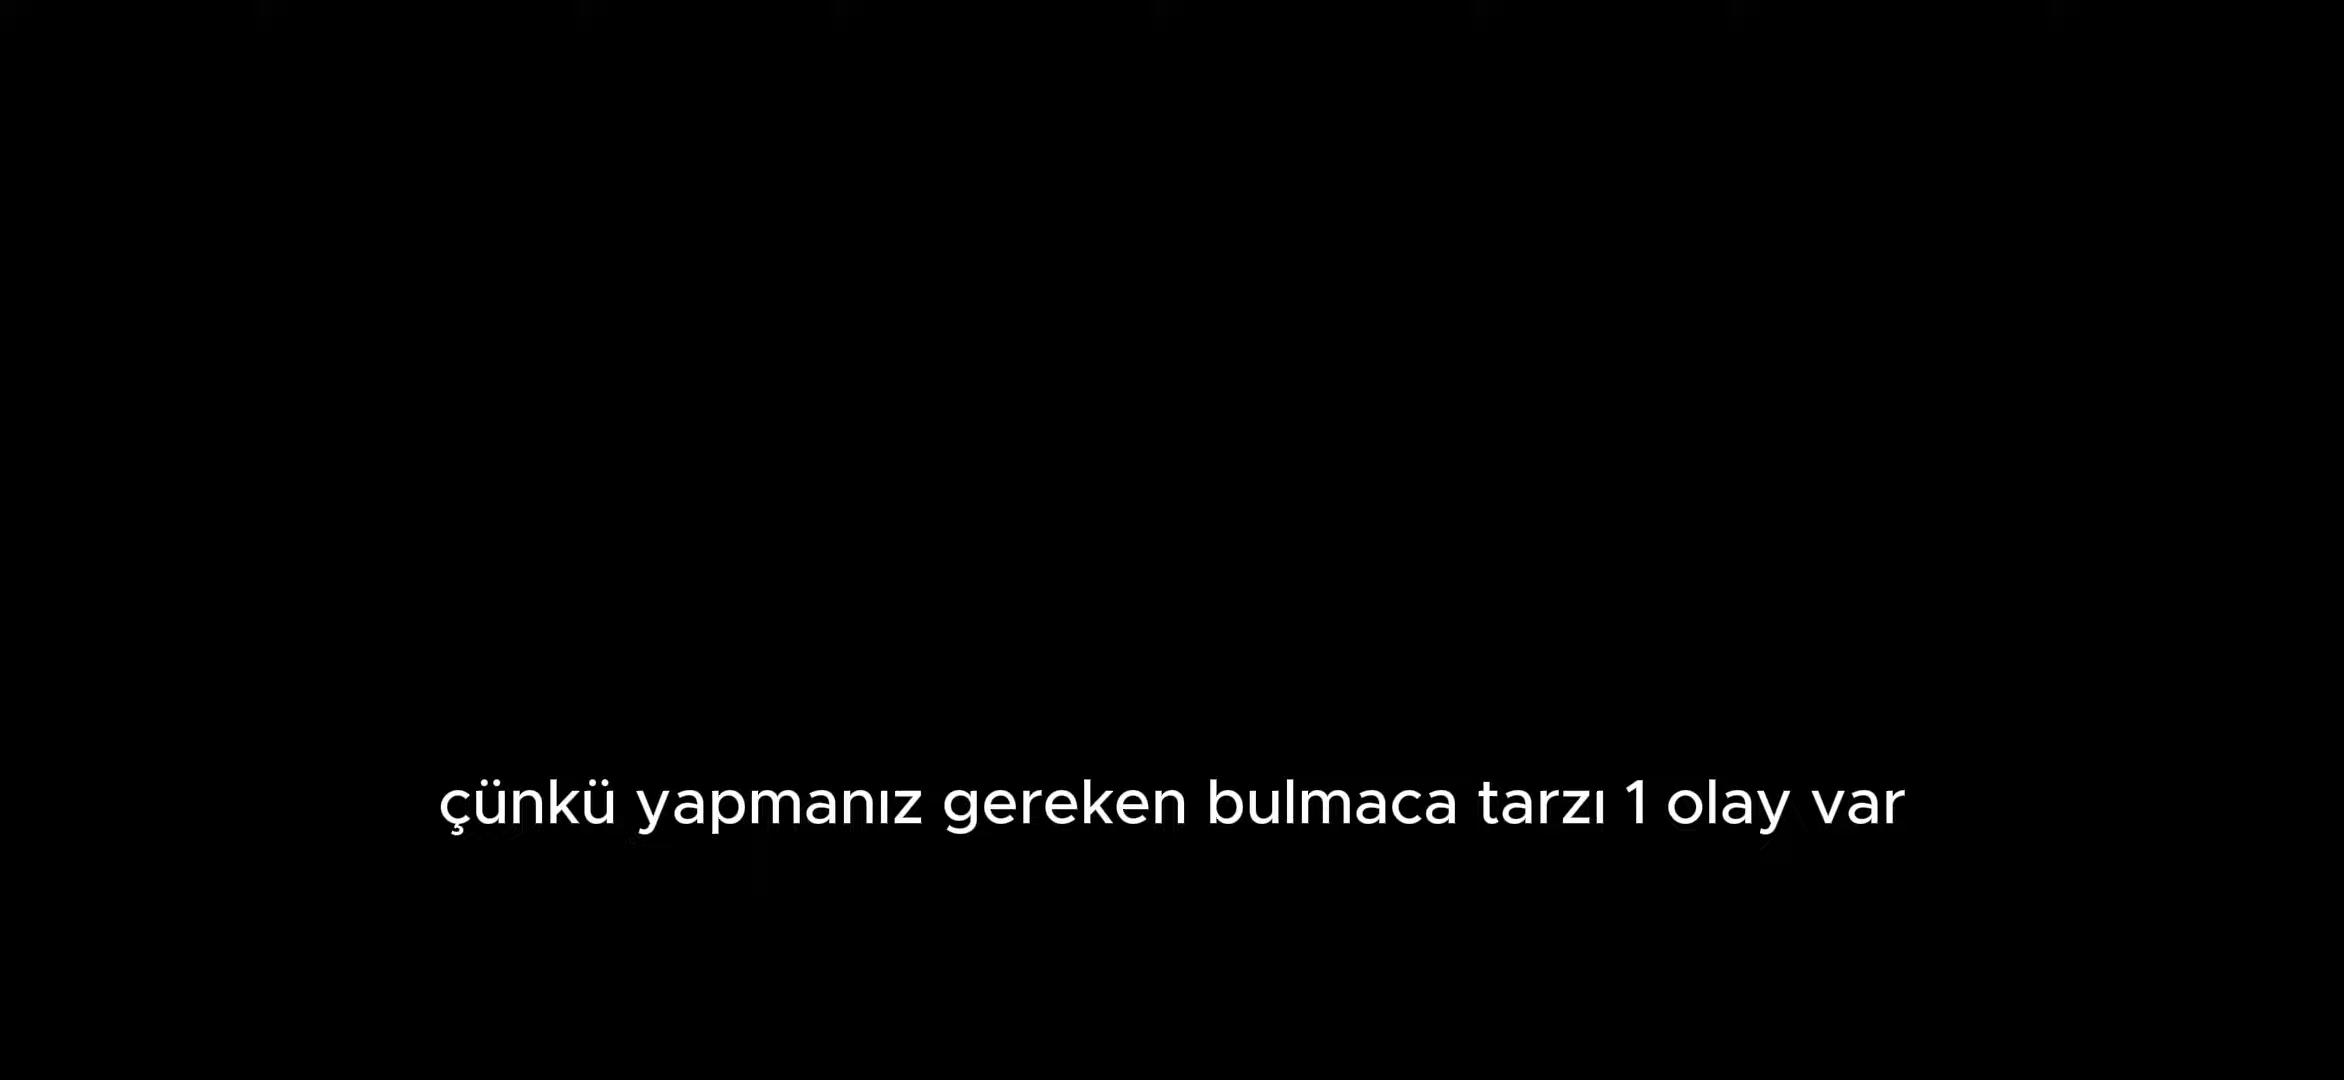 çünkü yapmanız gereken bulmaca tarzı 1 olay var